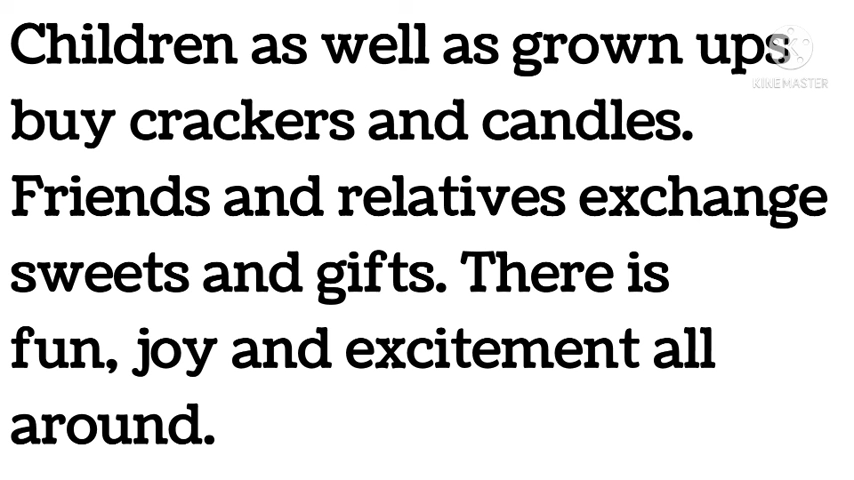 Children as well as grown ups
KINEMASTER
buy crackers and candles.
Friends and relatives exchange
sweets and gifts. There is
fun, joy and excitement all
around.